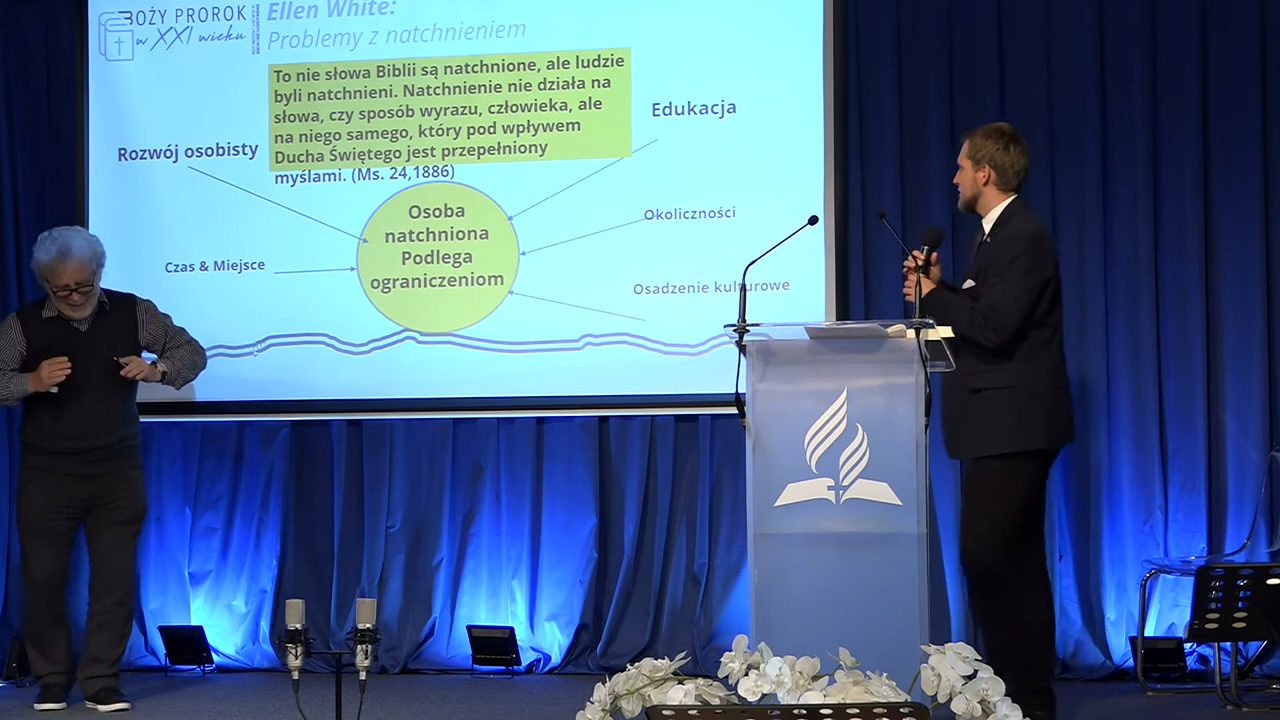 BOŻY PROROK
w XXI wieku
Ellen White:
Problemy z natchnieniem
To nie słowa Biblii są natchnione, ale ludzie
byli natchnieni. Natchnienie nie działa na
słowa, czy sposób wyrazu, człowieka, ale
na niego samego, który pod wpływem
Ducha Świętego jest przepełniony
myślami. (Ms. 24,1886)
Rozwój osobisty
Edukacja
Osoba
natchniona
Podlega
ograniczeniom
Okoliczności
Czas & Miejsce
Osadzenie kulturowe